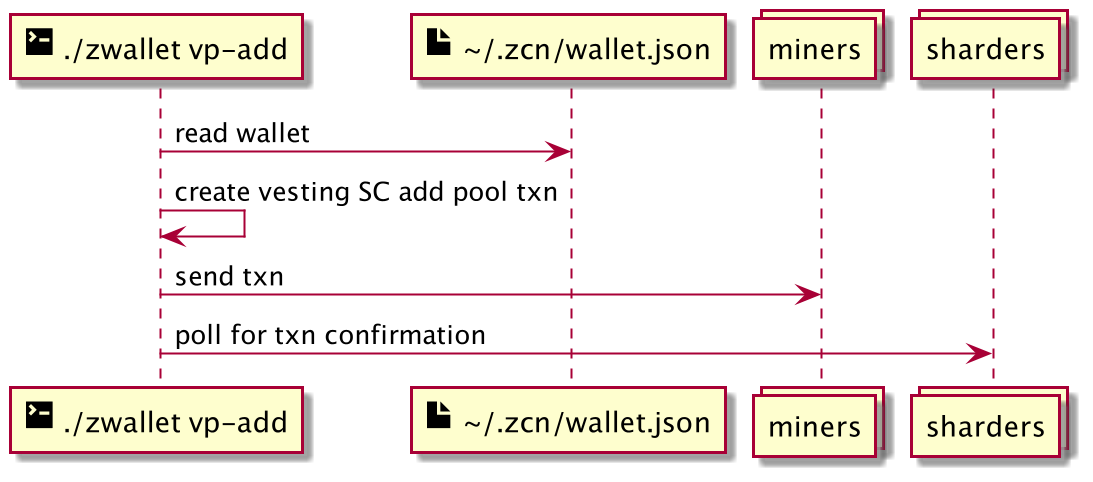 ./zwallet vp-add
~/.zcn/wallet.json
miners
sharders
read wallet
create vesting SC add pool txn
send txn
poll for txn confirmation
./zwallet vp-add
~/.zcn/wallet.json
miners
sharders